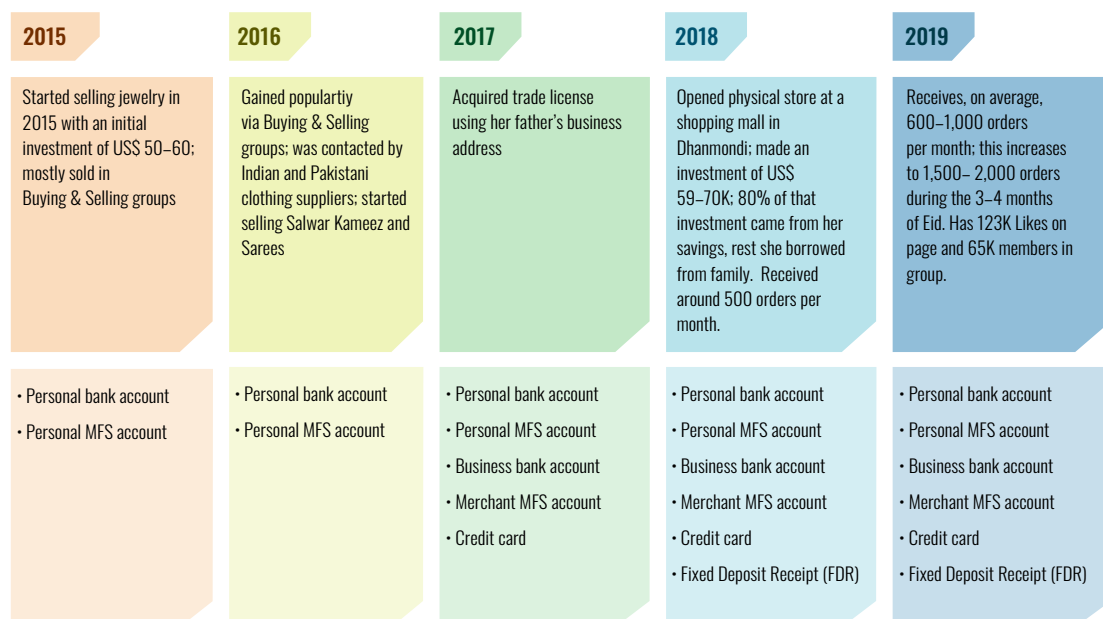 2015
Started selling jewelry in
2015 with an initial
investment of US$ 50–60;
mostly sold in
Buying & Selling groups
• Personal bank account
• Personal MFS account
2016
Gained populartiy
via Buying & Selling
groups; was contacted by
Indian and Pakistani
clothing suppliers; started
selling Salwar Kameez and
Sarees
• Personal bank account
• Personal MFS account
2017
Acquired trade license
using her father’s business
address
• Personal bank account
• Personal MFS account
• Business bank account
• Merchant MFS account
• Credit card
2018
Opened physical store at a
shopping mall in
Dhanmondi; made an
investment of US$
59–70K; 80% of that
investment came from her
savings, rest she borrowed
from family. Received
around 500 orders per
month.
• Personal bank account
• Personal MFS account
• Business bank account
• Merchant MFS account
• Credit card
• Fixed Deposit Receipt (FDR)
2019
Receives, on average,
600–1,000 orders
per month; this increases
to 1,500– 2,000 orders
during the 3–4 months
of Eid. Has 123K Likes on
page and 65K members in
group.
• Personal bank account
• Personal MFS account
• Business bank account
• Merchant MFS account
• Credit card
• Fixed Deposit Receipt (FDR)